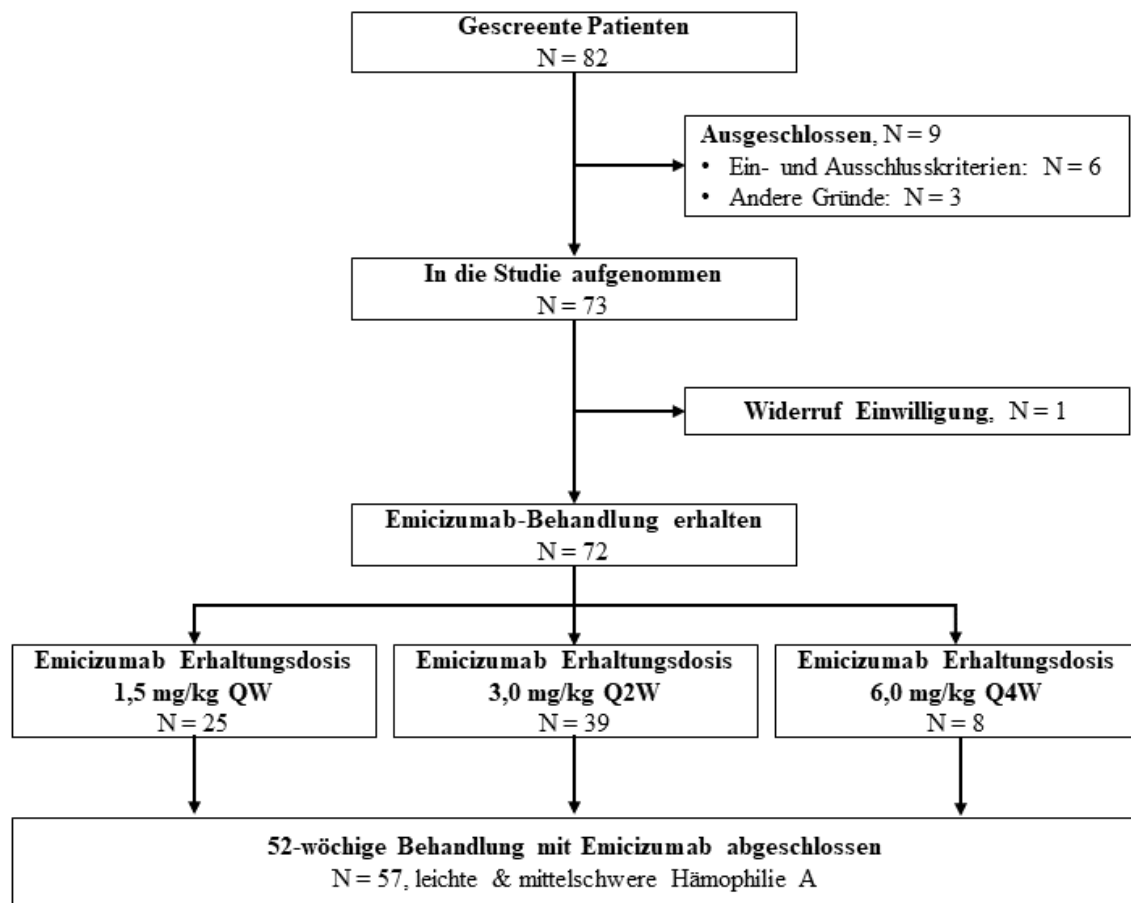 Gescreente Patienten
N = 82
Ausgeschlossen, N = 9
• Ein- und Ausschlusskriterien: N = 6
• Andere Gründe: N = 3
In die Studie aufgenommen
N = 73
Widerruf Einwilligung, N = 1
Emicizumab-Behandlung erhalten
N = 72
Emicizumab Erhaltungsdosis
1,5 mg/kg QW
N = 25
Emicizumab Erhaltungsdosis
3,0 mg/kg Q2W
N = 39
Emicizumab Erhaltungsdosis
6,0 mg/kg Q4W
N = 8
52-wöchige Behandlung mit Emicizumab abgeschlossen
N = 57, leichte & mittelschwere Hämophilie A